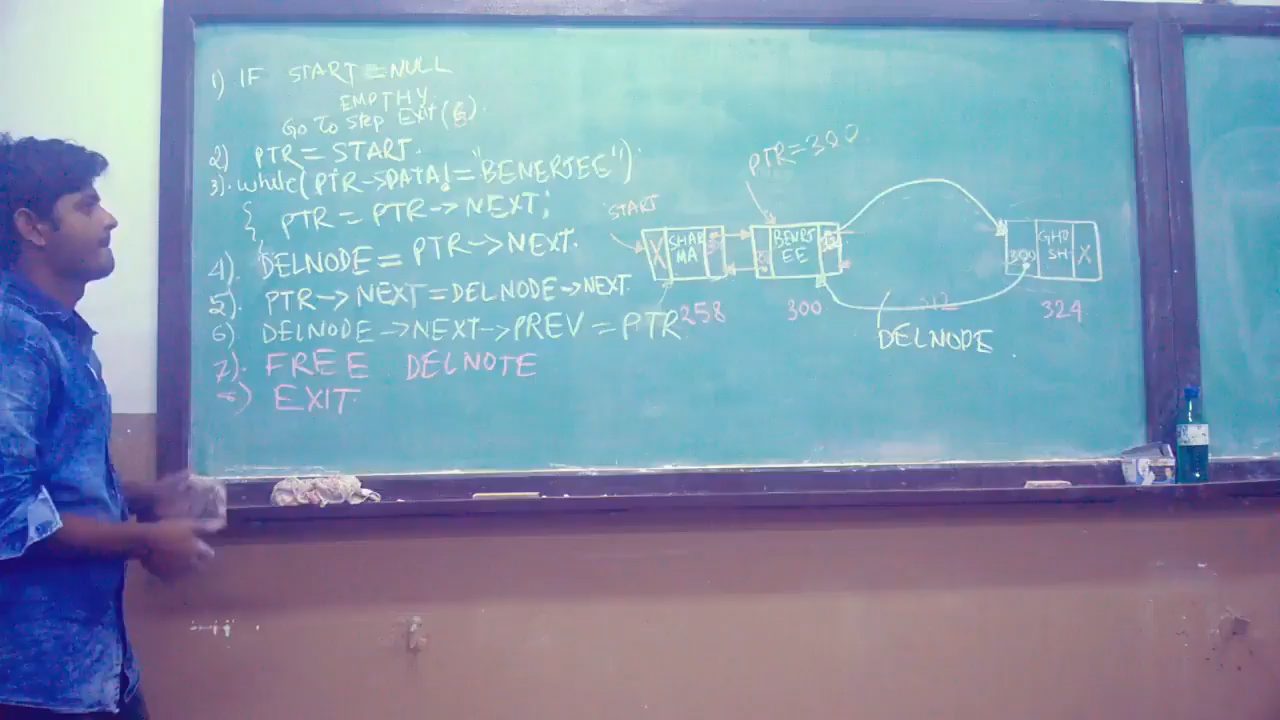 1) IF START = NULL
EMPTHY.
Go To Step Exit (6).
2) PTR = START.
3). while( PTR->DATA! = "BENERJEE")
{ PTR = PTR -> NEXT;
4). DELNODE = PTR -> NEXT.
5). PTR -> NEXT = DELNODE -> NEXT.
6) DELNODE -> NEXT -> PREV = PTR
7). FREE DELNOTE
8) EXIT.
PTR = 300
START
X SHAR
MA
BENRJ
EE
300 GHO
SH X
258
300
324
DELNODE.